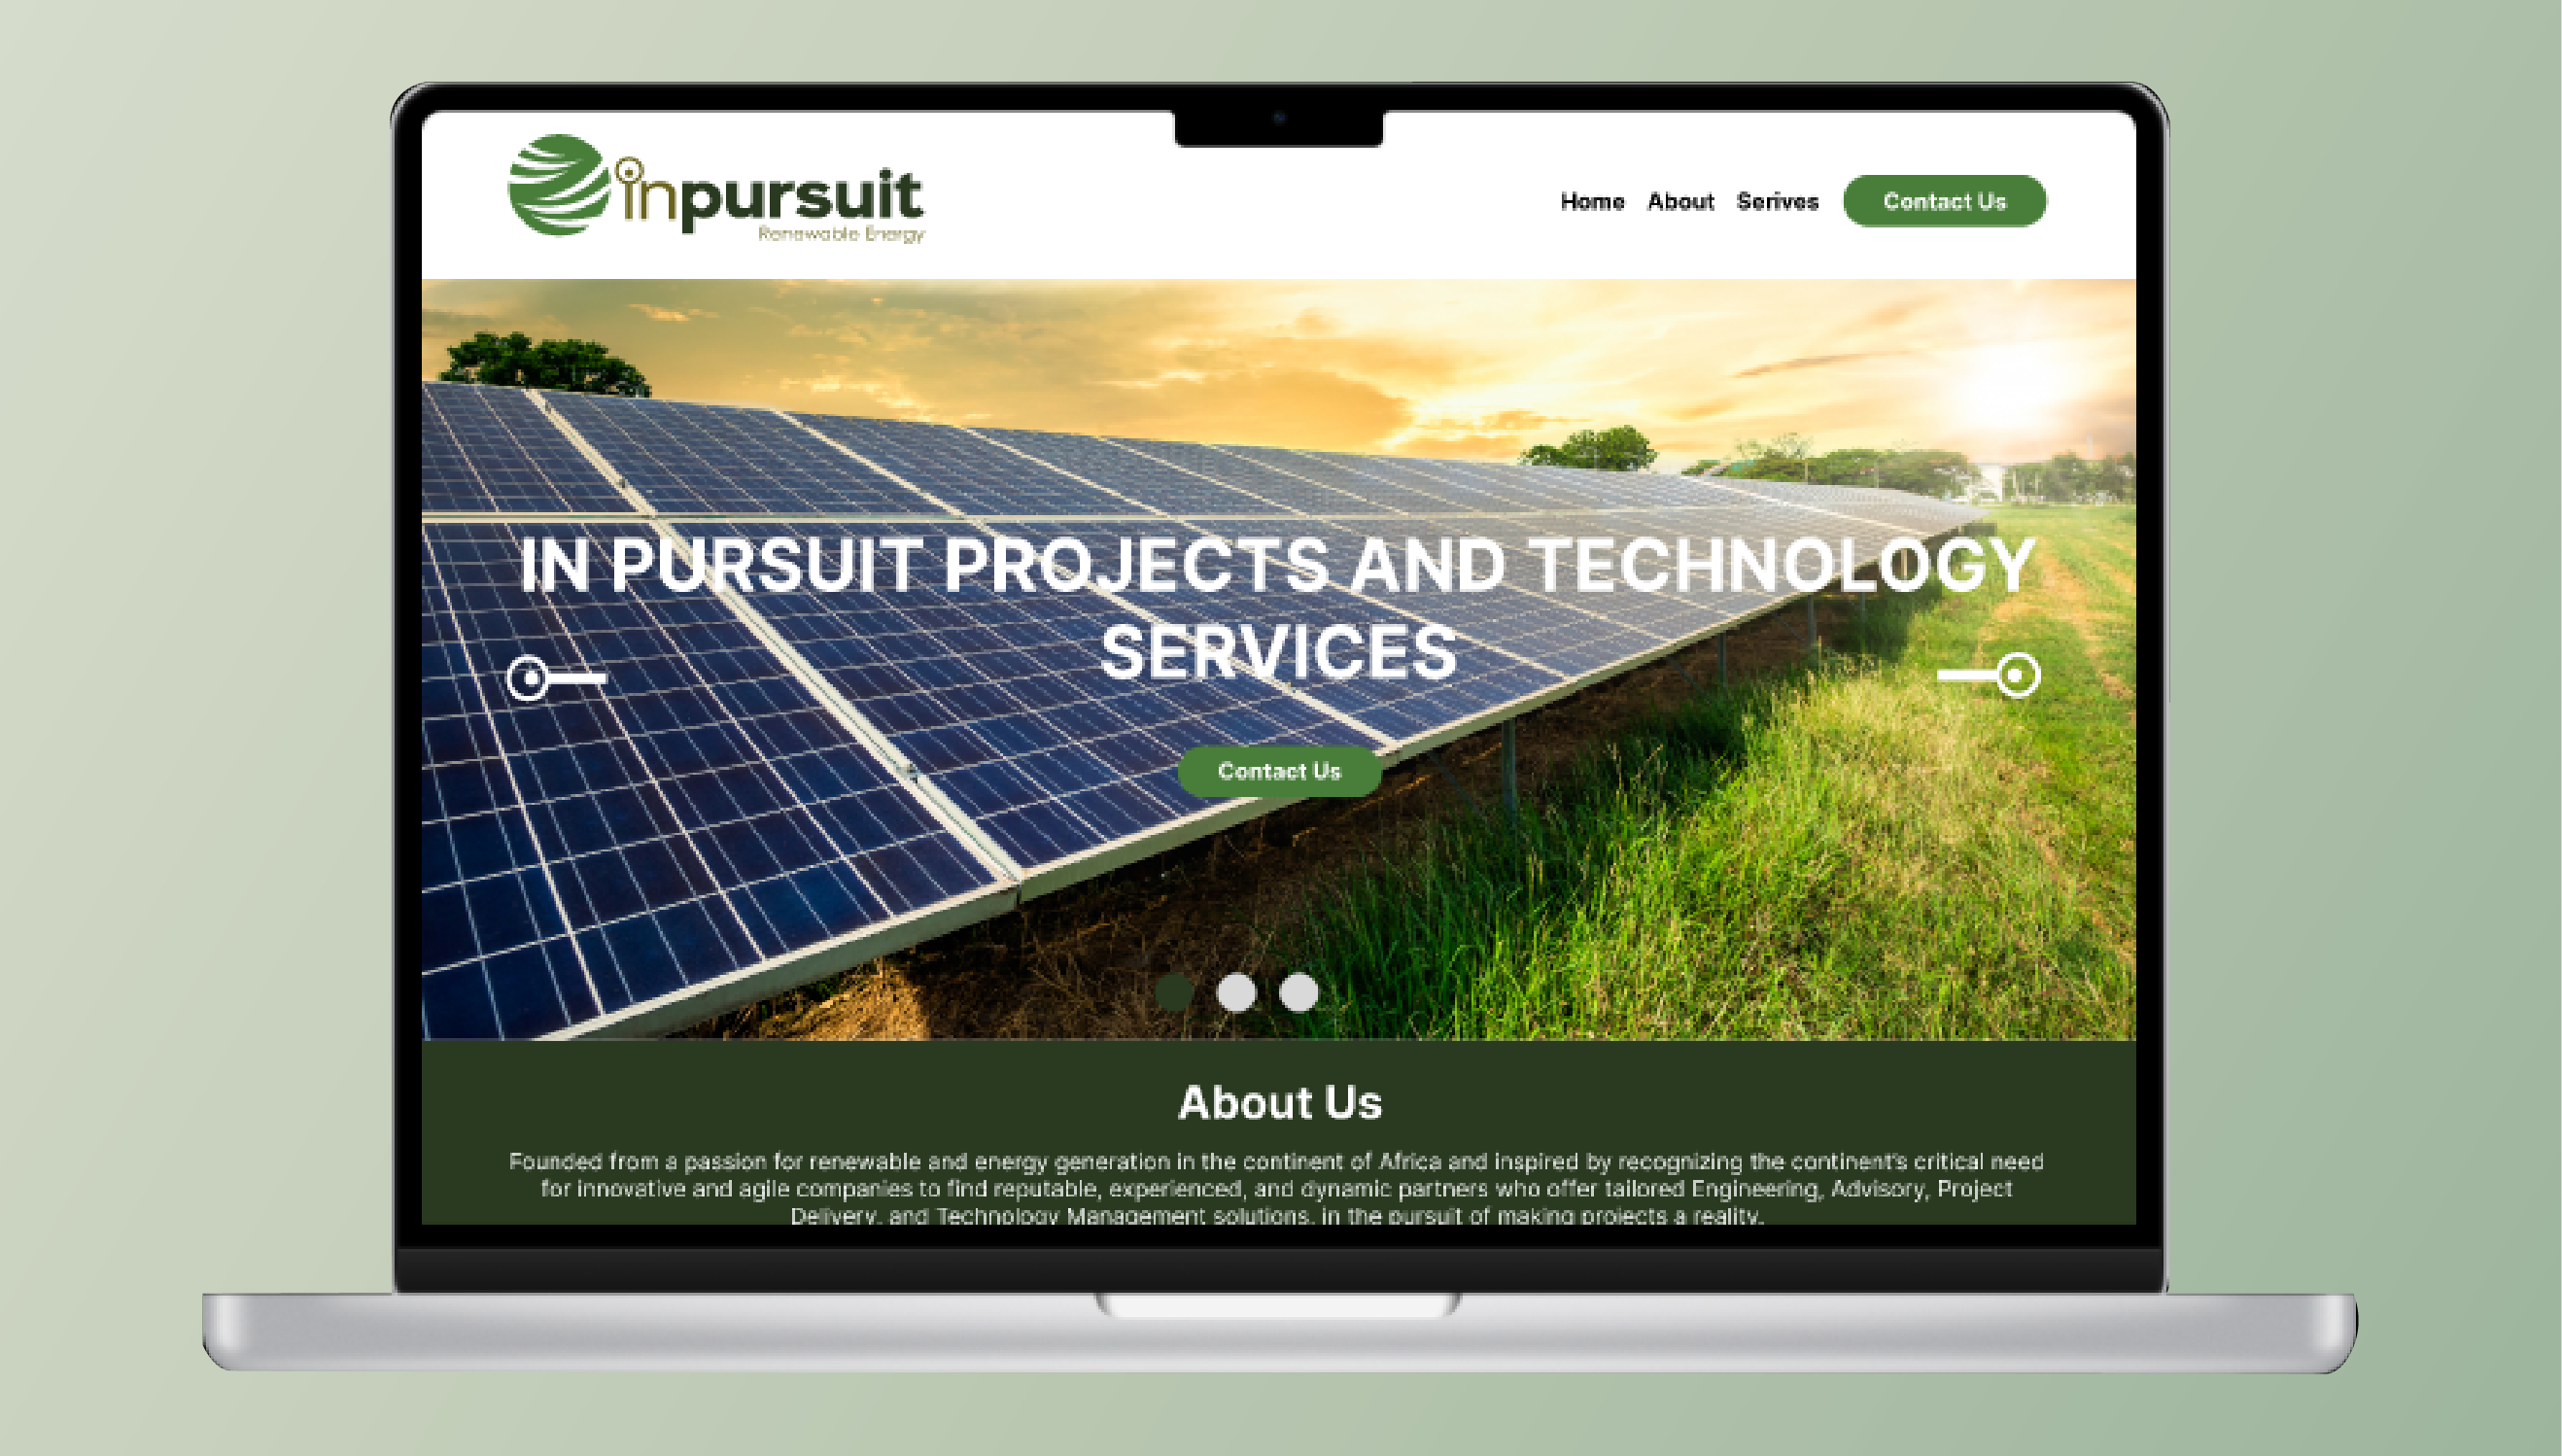 inpursuit
Renewable Energy
Home About Serives Contact Us
IN PURSUIT PROJECTS AND TECHNOLOGY
SERVICES
Contact Us
About Us
Founded from a passion for renewable and energy generation in the continent of Africa and inspired by recognizing the continent's critical need
for innovative and agile companies to find reputable, experienced, and dynamic partners who offer tailored Engineering, Advisory, Project
Delivery, and Technology Management solutions, in the pursuit of making projects a reality.